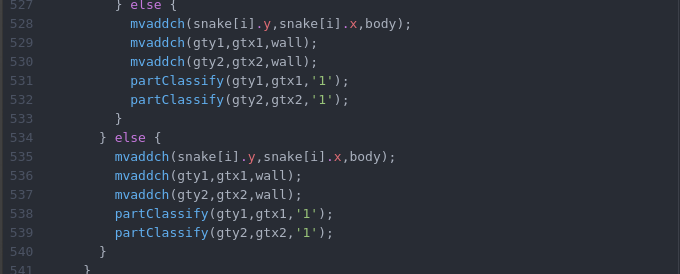 527 } else {
528 mvaddch(snake[i].y,snake[i].x,body);
529 mvaddch(gty1,gtx1,wall);
530 mvaddch(gty2,gtx2,wall);
531 partClassify(gty1,gtx1,'1');
532 partClassify(gty2,gtx2,'1');
533 }
534 } else {
535 mvaddch(snake[i].y,snake[i].x,body);
536 mvaddch(gty1,gtx1,wall);
537 mvaddch(gty2,gtx2,wall);
538 partClassify(gty1,gtx1,'1');
539 partClassify(gty2,gtx2,'1');
540 }
541 }